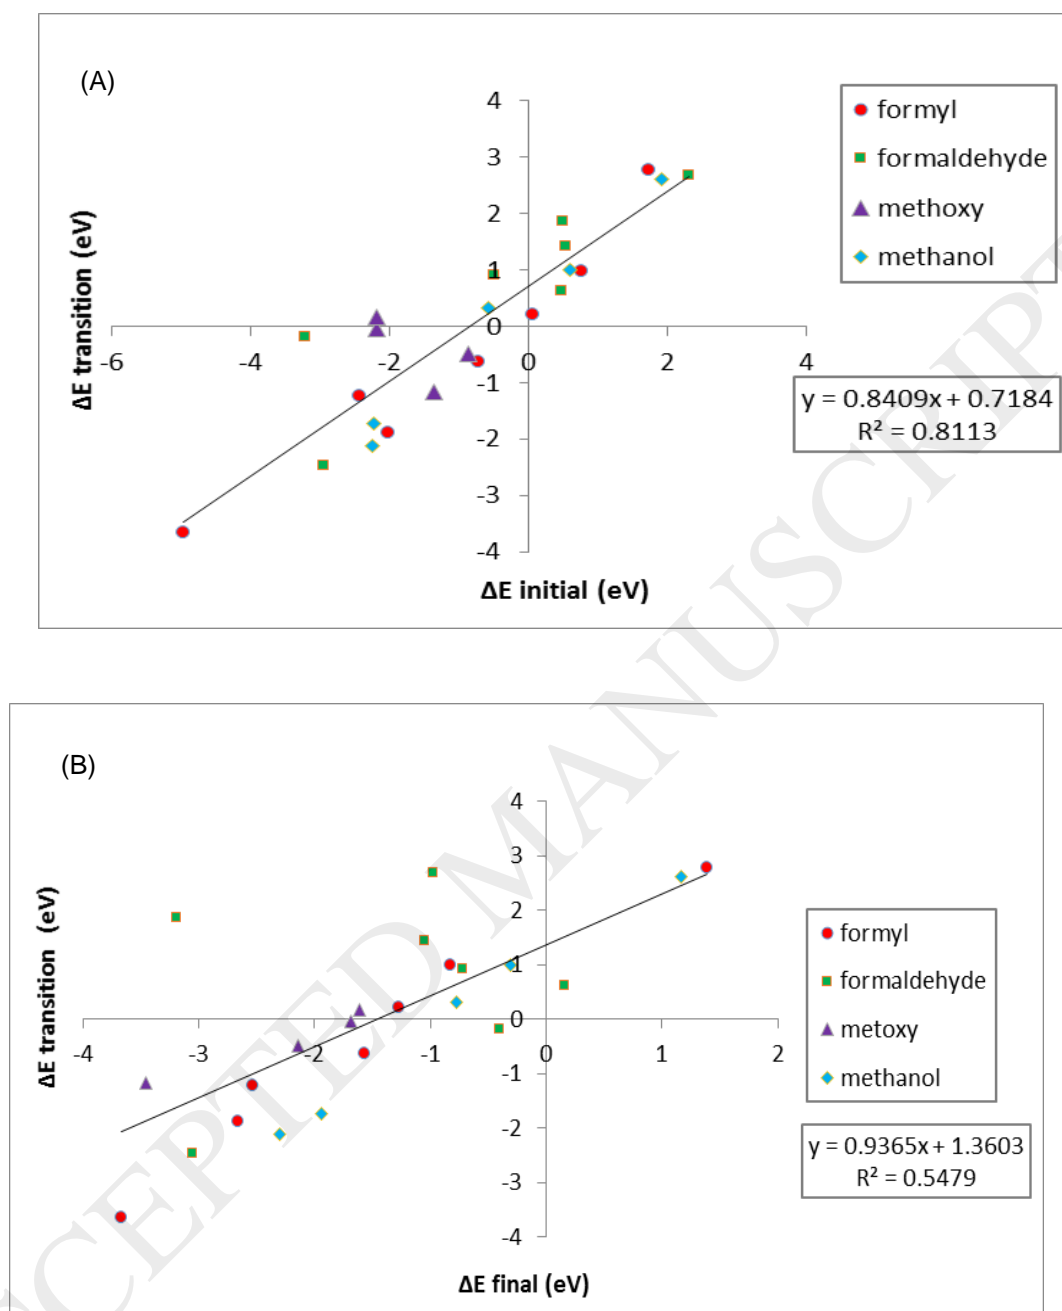 (A)
4
3
2
1
0
-1
-2
-3
-4
-6
-4
-2
0
2
4
ΔE transition (eV)
ΔE initial (eV)
formyl
formaldehyde
methoxy
methanol
y = 0.8409x + 0.7184
R² = 0.8113
(B)
4
3
2
1
0
-1
-2
-3
-4
-4
-3
-2
-1
0
1
2
ΔE transition (eV)
ΔE final (eV)
formyl
formaldehyde
metoxy
methanol
y = 0.9365x + 1.3603
R² = 0.5479
CEPTED MANUSCRIPT